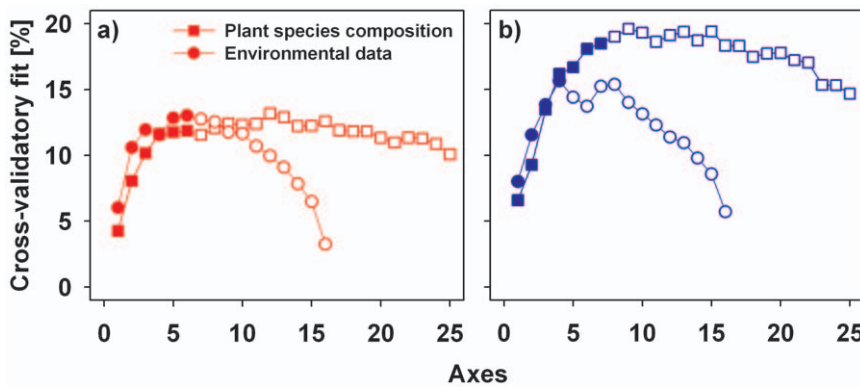 a)
Plant species composition
Environmental data
b)
Cross-validatory fit [%]
20
15
10
5
0
0 5 10 15 20 25
0 5 10 15 20 25
Axes